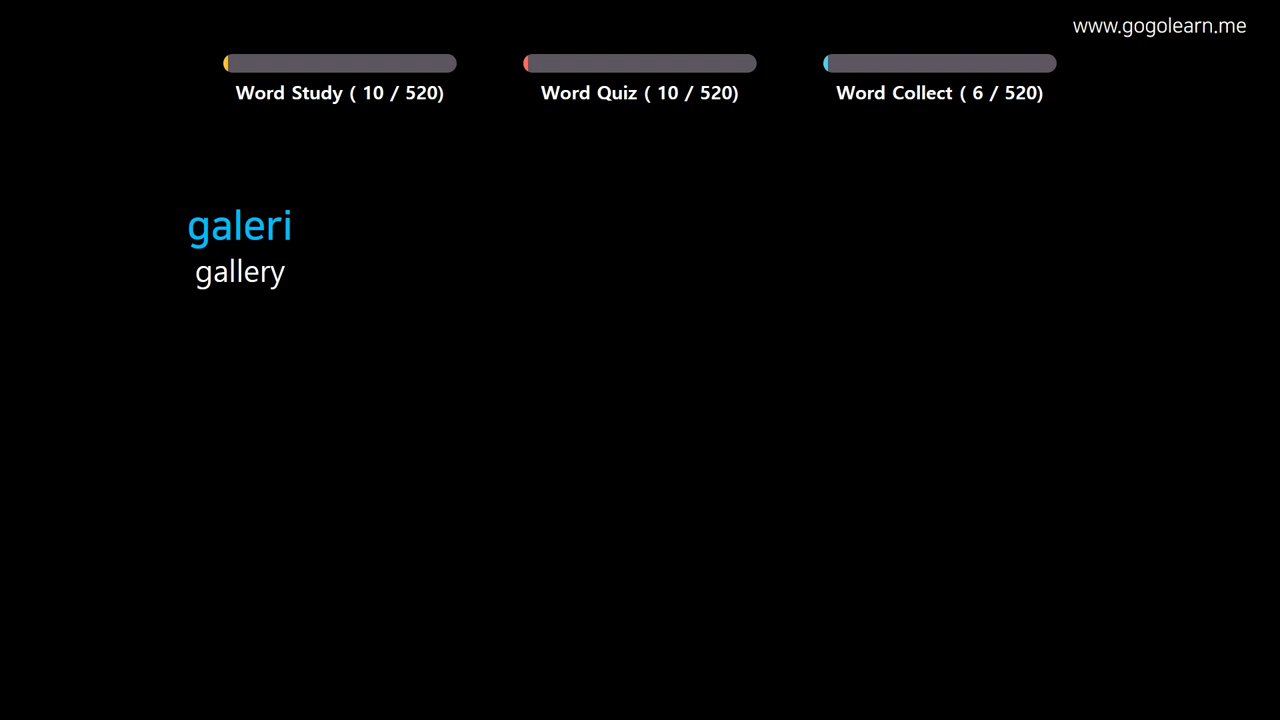 www.gogolearn.me
Word Study ( 10 / 520)
Word Quiz ( 10 / 520)
Word Collect ( 6 / 520)
galeri
gallery